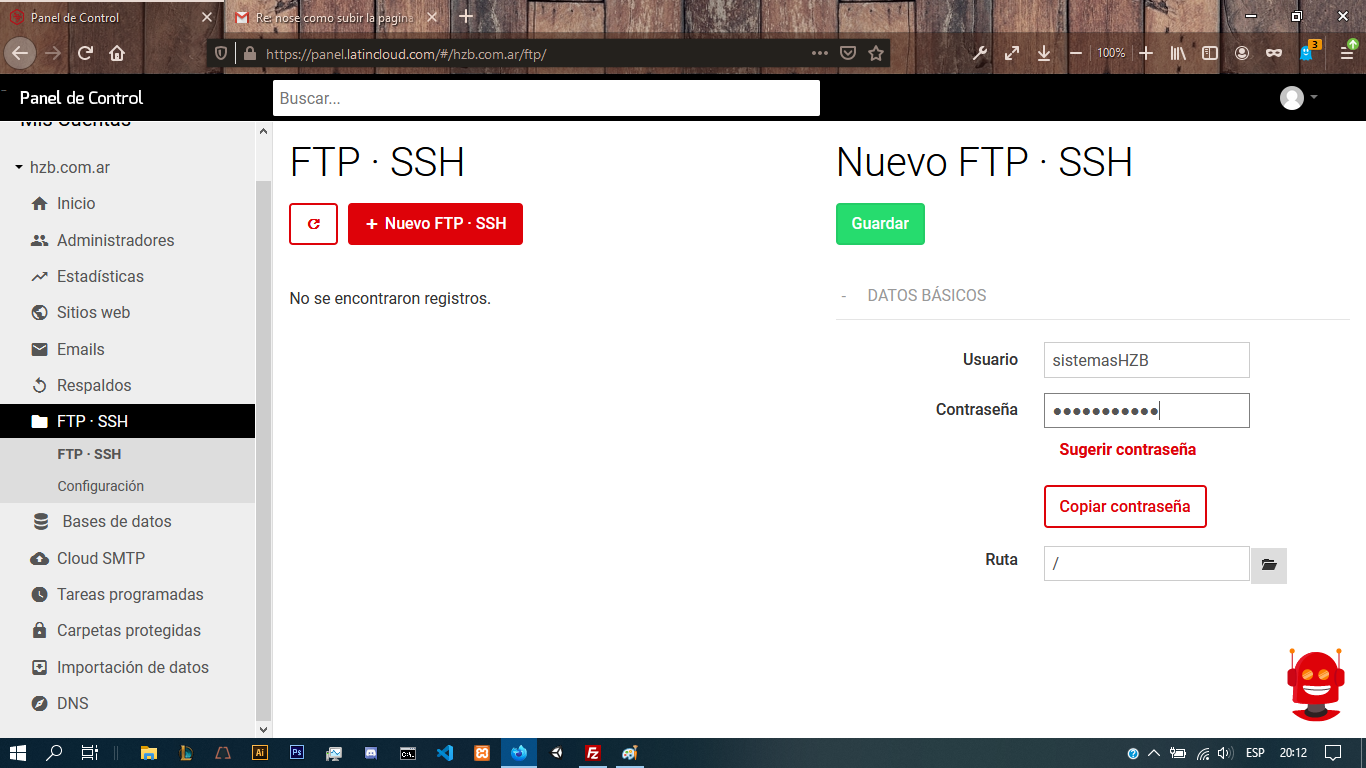 Panel de Control
Re: nose como subir la pagina
https://panel.latincloud.com/#/hzb.com.ar/ftp/
100%
3
Panel de Control
Buscar...
Mis Cuentas
hzb.com.ar
Inicio
Administradores
Estadísticas
Sitios web
Emails
Respaldos
FTP · SSH
FTP · SSH
Configuración
Bases de datos
Cloud SMTP
Tareas programadas
Carpetas protegidas
Importación de datos
DNS
FTP · SSH
+ Nuevo FTP · SSH
No se encontraron registros.
Nuevo FTP · SSH
Guardar
- DATOS BÁSICOS
Usuario
sistemasHZB
Contraseña
●●●●●●●●●●●
Sugerir contraseña
Copiar contraseña
Ruta
/
Ai
Ps
C:\.
Fz
ESP
20:12